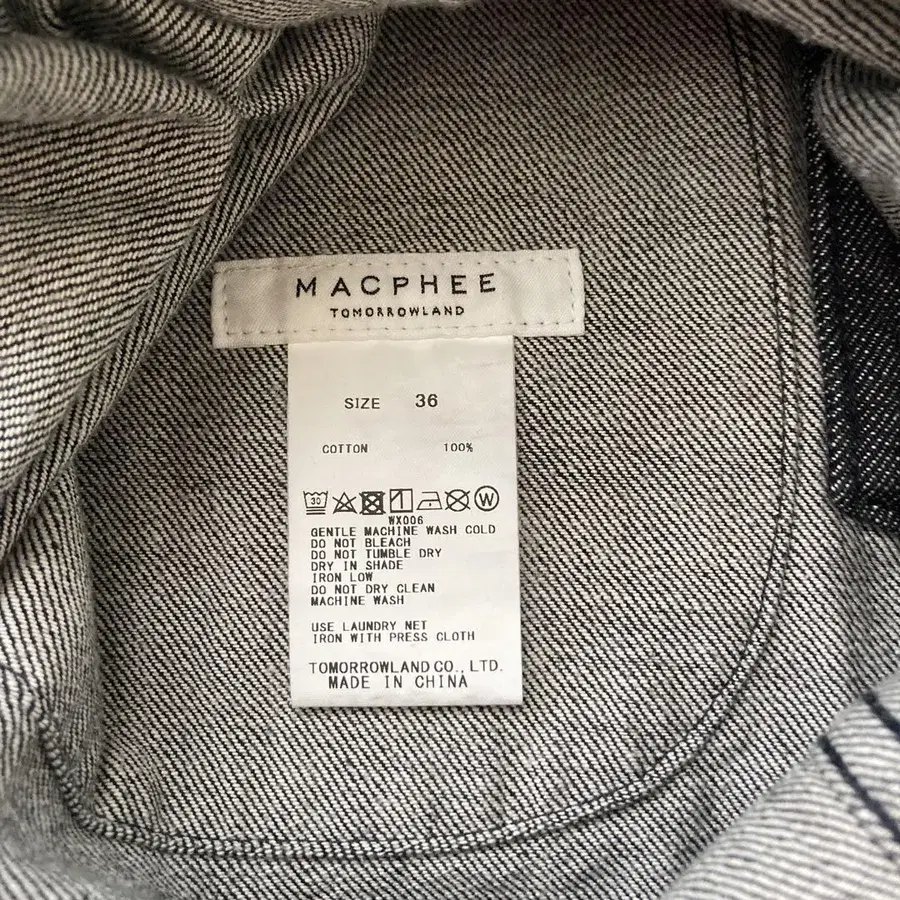 MACPHEE
TOMORROWLAND
SIZE 36
COTTON 100%
30 W
WX006
GENTLE MACHINE WASH COLD
DO NOT BLEACH
DO NOT TUMBLE DRY
DRY IN SHADE
IRON LOW
DO NOT DRY CLEAN
MACHINE WASH
USE LAUNDRY NET
IRON WITH PRESS CLOTH
TOMORROWLAND CO., LTD.
MADE IN CHINA